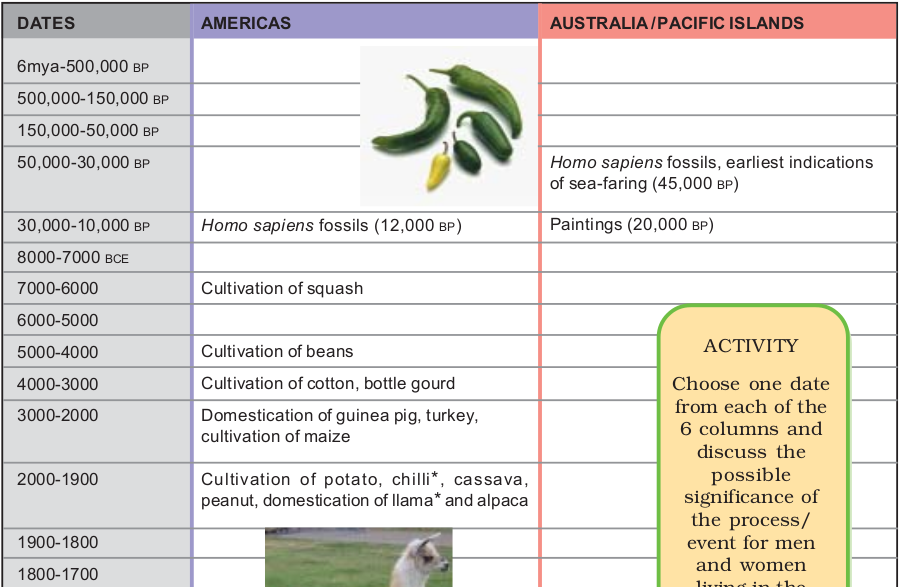 DATES AMERICAS AUSTRALIA/PACIFIC ISLANDS
6mya-500,000 BP
500,000-150,000 BP
150,000-50,000 BP
50,000-30,000 BP Homo sapiens fossils, earliest indications
of sea-faring (45,000 BP)
30,000-10,000 BP Homo sapiens fossils (12,000 BP) Paintings (20,000 BP)
8000-7000 BCE
7000-6000 Cultivation of squash
6000-5000
5000-4000 Cultivation of beans
4000-3000 Cultivation of cotton, bottle gourd
3000-2000 Domestication of guinea pig, turkey,
cultivation of maize
2000-1900 Cultivation of potato, chilli*, cassava,
peanut, domestication of llama* and alpaca
1900-1800
1800-1700
ACTIVITY
Choose one date
from each of the
6 columns and
discuss the
possible
significance of
the process/
event for men
and women
living in the